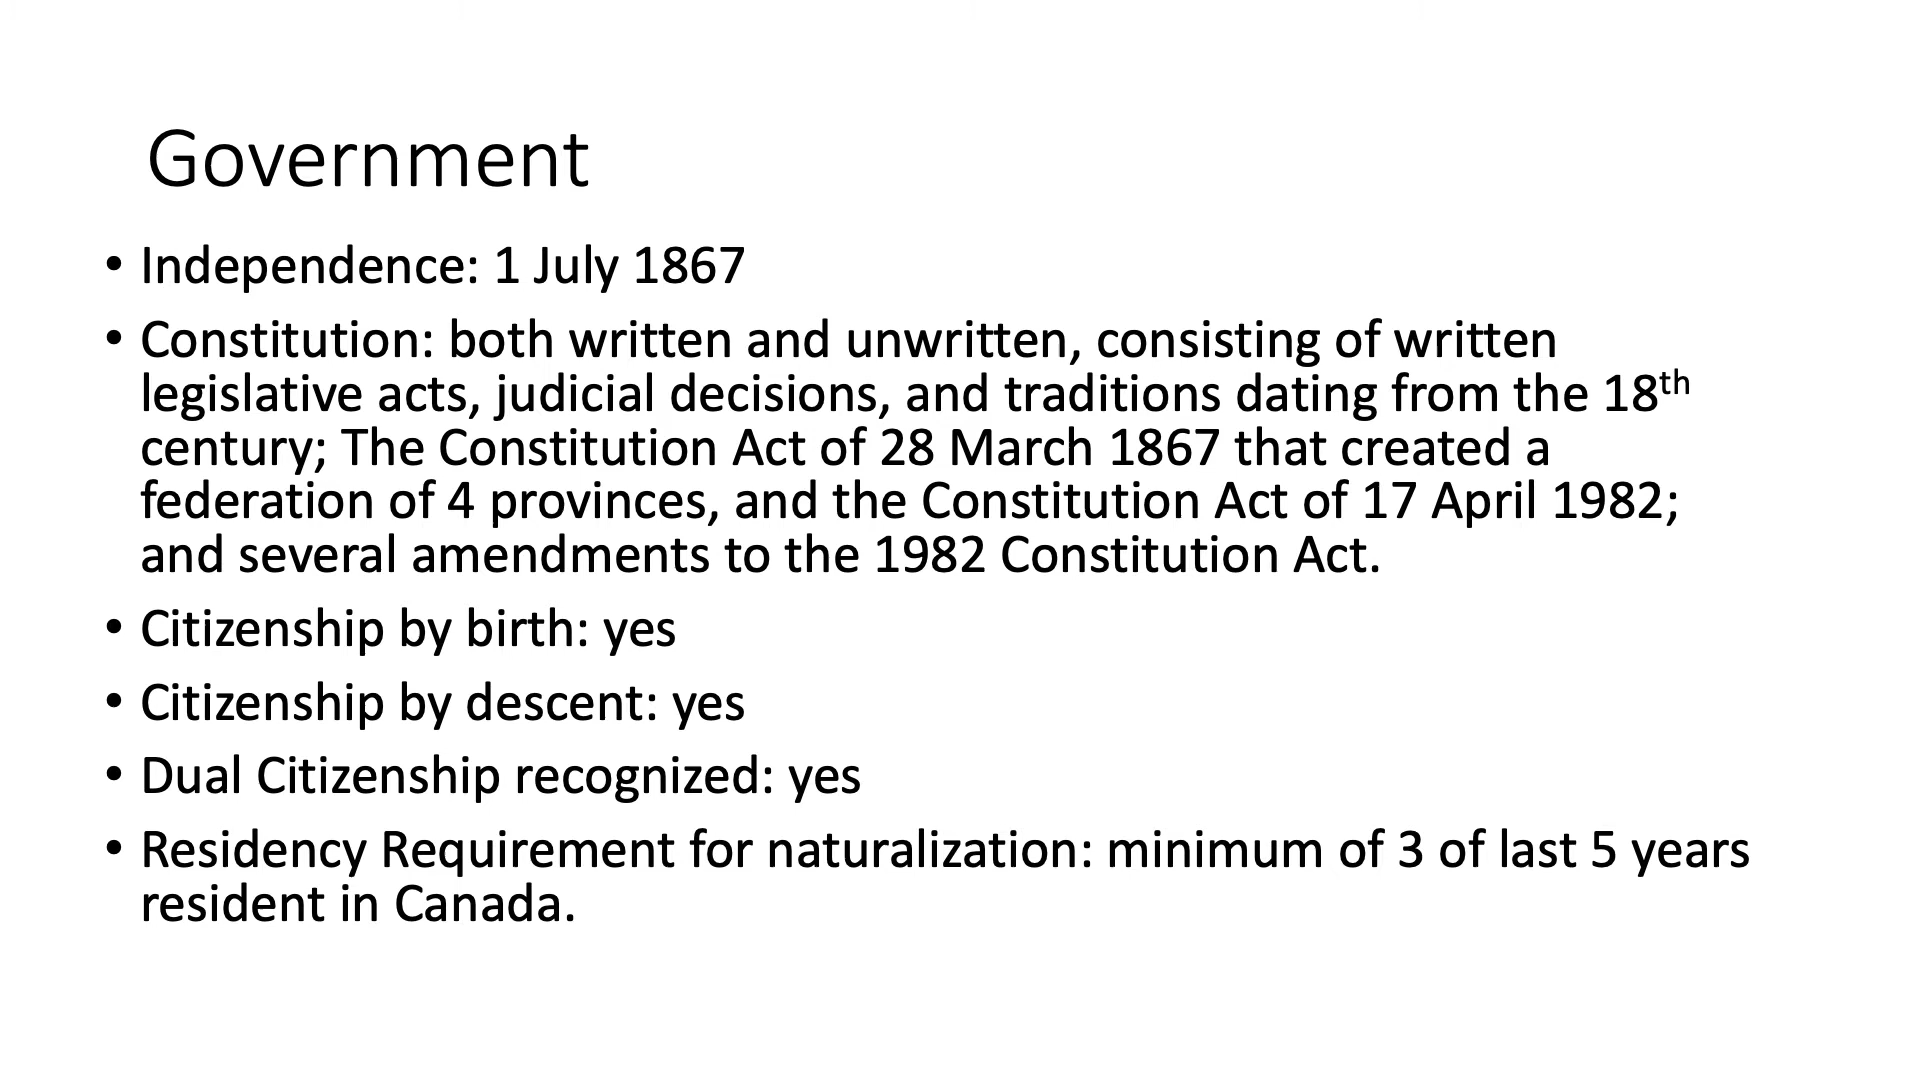 Government
• Independence: 1 July 1867
• Constitution: both written and unwritten, consisting of written
legislative acts, judicial decisions, and traditions dating from the 18th
century; The Constitution Act of 28 March 1867 that created a
federation of 4 provinces, and the Constitution Act of 17 April 1982;
and several amendments to the 1982 Constitution Act.
• Citizenship by birth: yes
• Citizenship by descent: yes
• Dual Citizenship recognized: yes
• Residency Requirement for naturalization: minimum of 3 of last 5 years
resident in Canada.